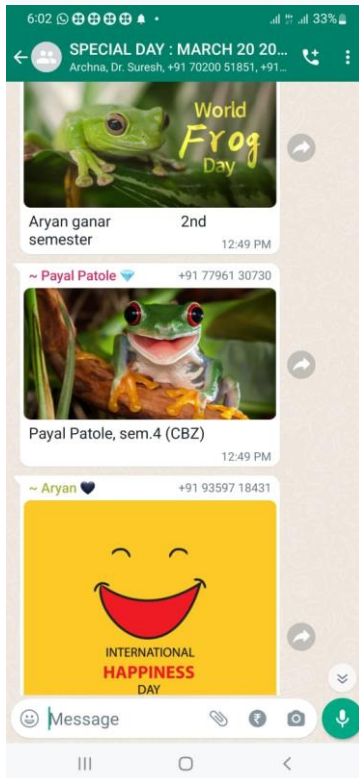 6:02
33%
SPECIAL DAY : MARCH 20 20...
Archna, Dr. Suresh, +91 70200 51851, +91...
World
Frog
Day
Aryan ganar 2nd
semester
12:49 PM
~ Payal Patole +91 77961 30730
Payal Patole, sem.4 (CBZ)
12:49 PM
~ Aryan +91 93597 18431
INTERNATIONAL
HAPPINESS
DAY
Message